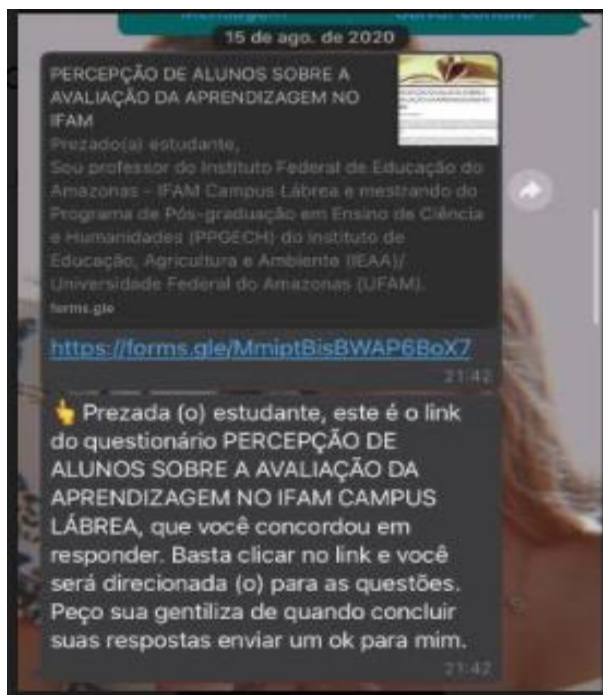 15 de ago. de 2020
PERCEPÇÃO DE ALUNOS SOBRE A
AVALIAÇÃO DA APRENDIZAGEM NO
IFAM
Prezado(a) estudante,
Sou professor do Instituto Federal de Educação do
Amazonas - IFAM Campus Lábrea e mestrando do
Programa de Pós-graduação em Ensino de Ciência
e Humanidades (PPGECH) do Instituto de
Educação, Agricultura e Ambiente (IEAA)/
Universidade Federal do Amazonas (UFAM).
forms.gle
https://forms.gle/MmiptBisBWAP6BoX7
21:42
👆 Prezada (o) estudante, este é o link
do questionário PERCEPÇÃO DE
ALUNOS SOBRE A AVALIAÇÃO DA
APRENDIZAGEM NO IFAM CAMPUS
LÁBREA, que você concordou em
responder. Basta clicar no link e você
será direcionada (o) para as questões.
Peço sua gentiliza de quando concluir
suas respostas enviar um ok para mim.
21:42